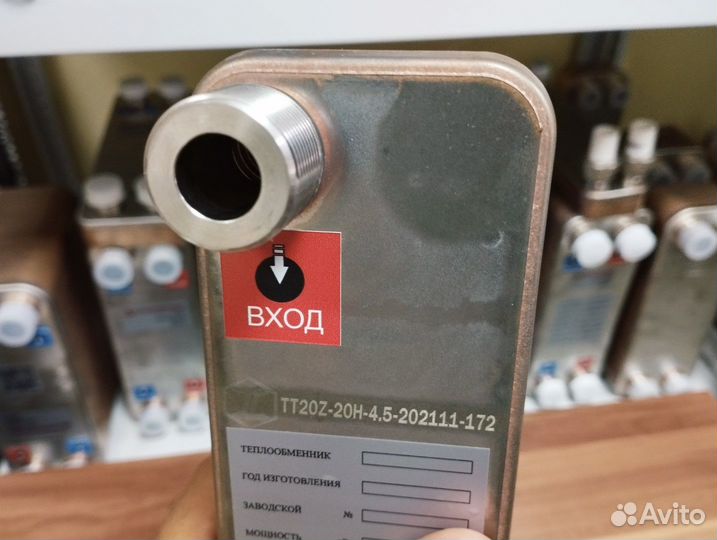 ВХОД
TT20Z-20H-4.5-202111-172
ТЕПЛООБМЕННИК
ГОД ИЗГОТОВЛЕНИЯ
ЗАВОДСКОЙ №
МОЩНОСТЬ
Avito